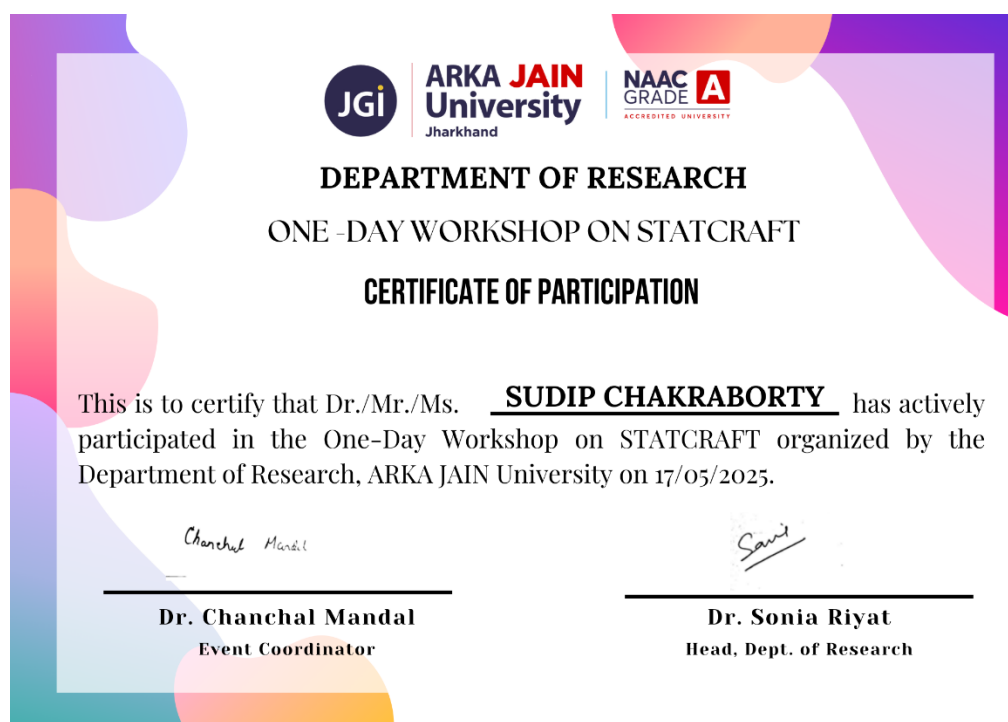 JGi
ARKA JAIN
University
Jharkhand
NAAC
GRADE A
ACCREDITED UNIVERSITY
DEPARTMENT OF RESEARCH
ONE -DAY WORKSHOP ON STATCRAFT
CERTIFICATE OF PARTICIPATION
This is to certify that Dr./Mr./Ms. SUDIP CHAKRABORTY has actively
participated in the One-Day Workshop on STATCRAFT organized by the
Department of Research, ARKA JAIN University on 17/05/2025.
Chanchal Mandal
Dr. Chanchal Mandal
Event Coordinator
Dr. Sonia Riyat
Head, Dept. of Research